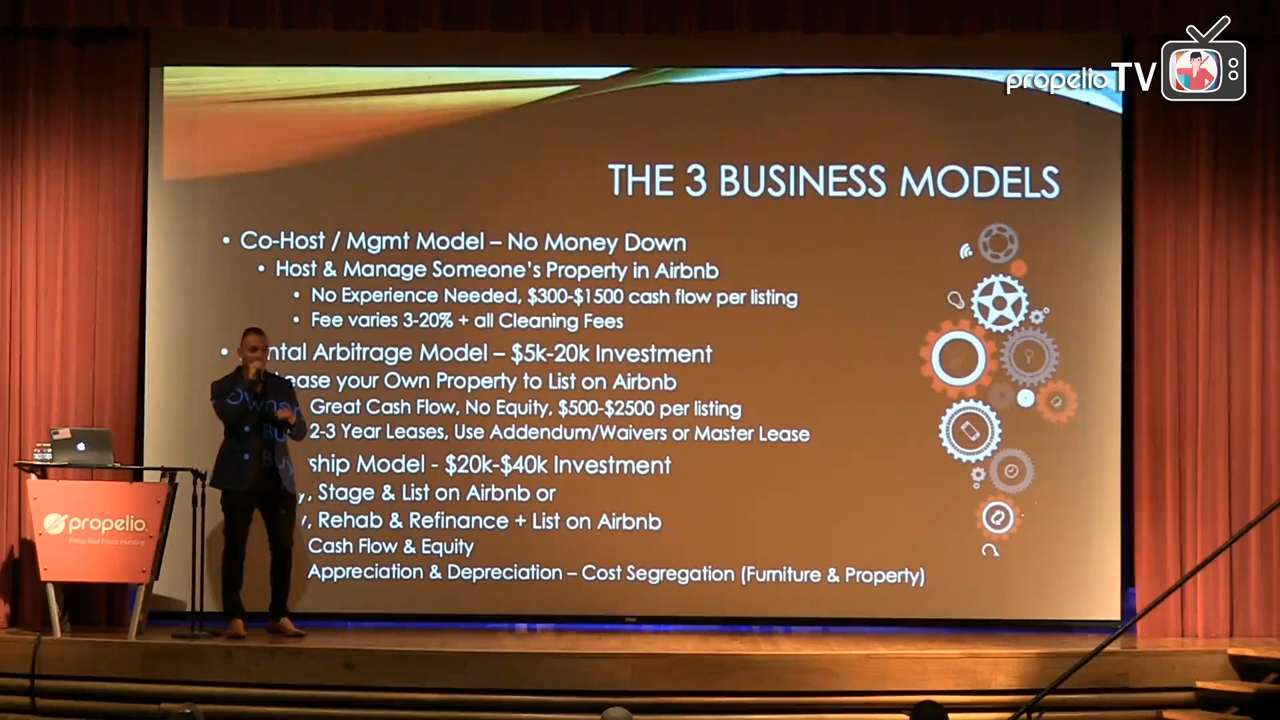 propelio TV
THE 3 BUSINESS MODELS
• Co-Host / Mgmt Model – No Money Down
• Host & Manage Someone's Property in Airbnb
• No Experience Needed, $300-$1500 cash flow per listing
• Fee varies 3-20% + all Cleaning Fees
• ntal Arbitrage Model – $5k-20k Investment
ease your Own Property to List on Airbnb
Great Cash Flow, No Equity, $500-$2500 per listing
2-3 Year Leases, Use Addendum/Waivers or Master Lease
Ownership Model - $20k-$40k Investment
• Buy, Stage & List on Airbnb or
• Buy, Rehab & Refinance + List on Airbnb
Cash Flow & Equity
Appreciation & Depreciation – Cost Segregation (Furniture & Property)
propelio.